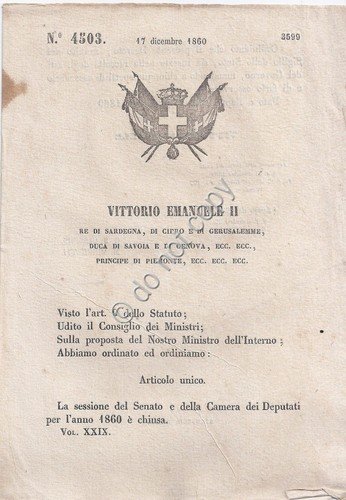 N.º 4503.
17 dicembre 1860
3599
VITTORIO EMANUELE II
RE DI SARDEGNA, DI CIPRO E DI GERUSALEMME,
DUCA DI SAVOIA E DI GENOVA, ECC. ECC.,
PRINCIPE DI PIEMONTE, ECC. ECC. ECC.
Visto l'art. 9 dello Statuto;
Udito il Consiglio dei Ministri;
Sulla proposta del Nostro Ministro dell'Interno;
Abbiamo ordinato ed ordiniamo:
Articolo unico.
La sessione del Senato e della Camera dei Deputati
per l'anno 1860 è chiusa.
VOL. XXIX.
© do not copy